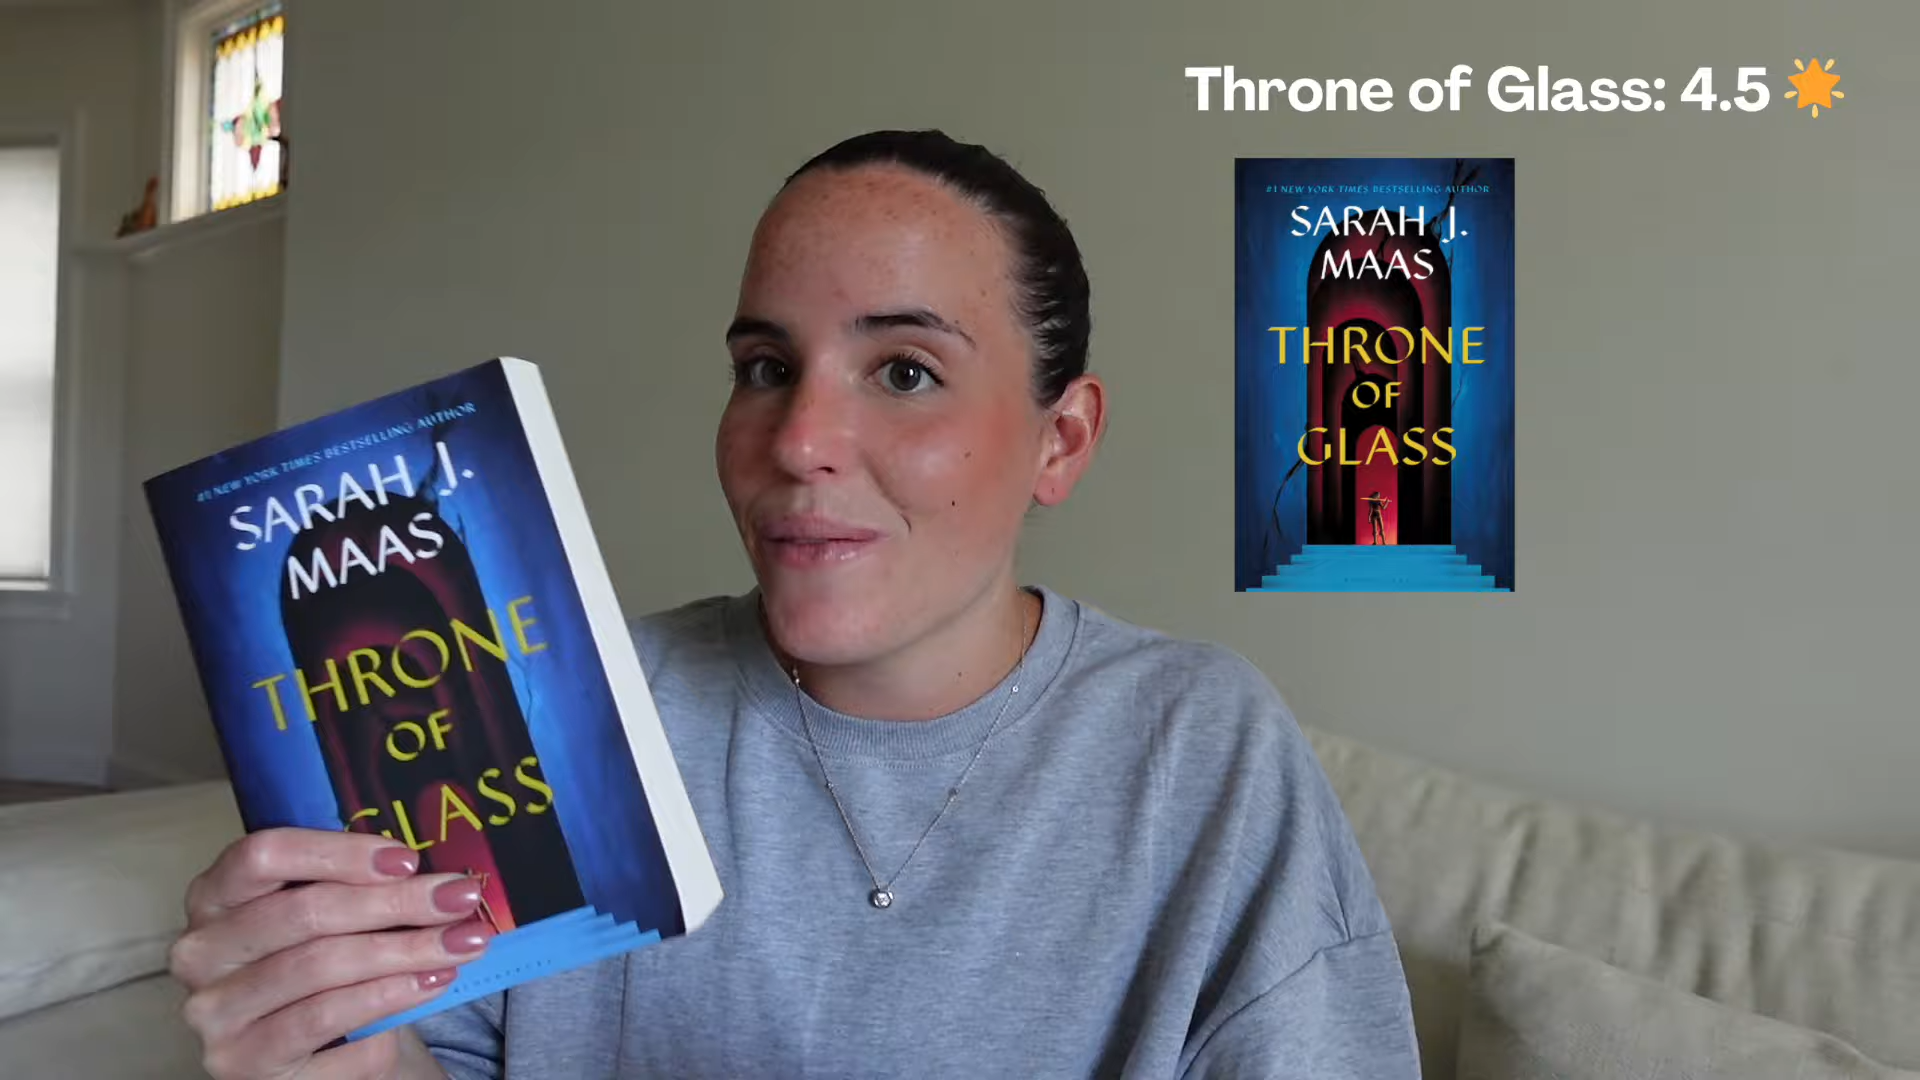 Throne of Glass: 4.5
#1 NEW YORK TIMES BESTSELLING AUTHOR
SARAH J.
MAAS
THRONE
OF
GLASS
#1 NEW YORK TIMES BESTSELLING AUTHOR
SARAH J.
MAAS
THRONE
OF
GLASS
BLOOMSBURY